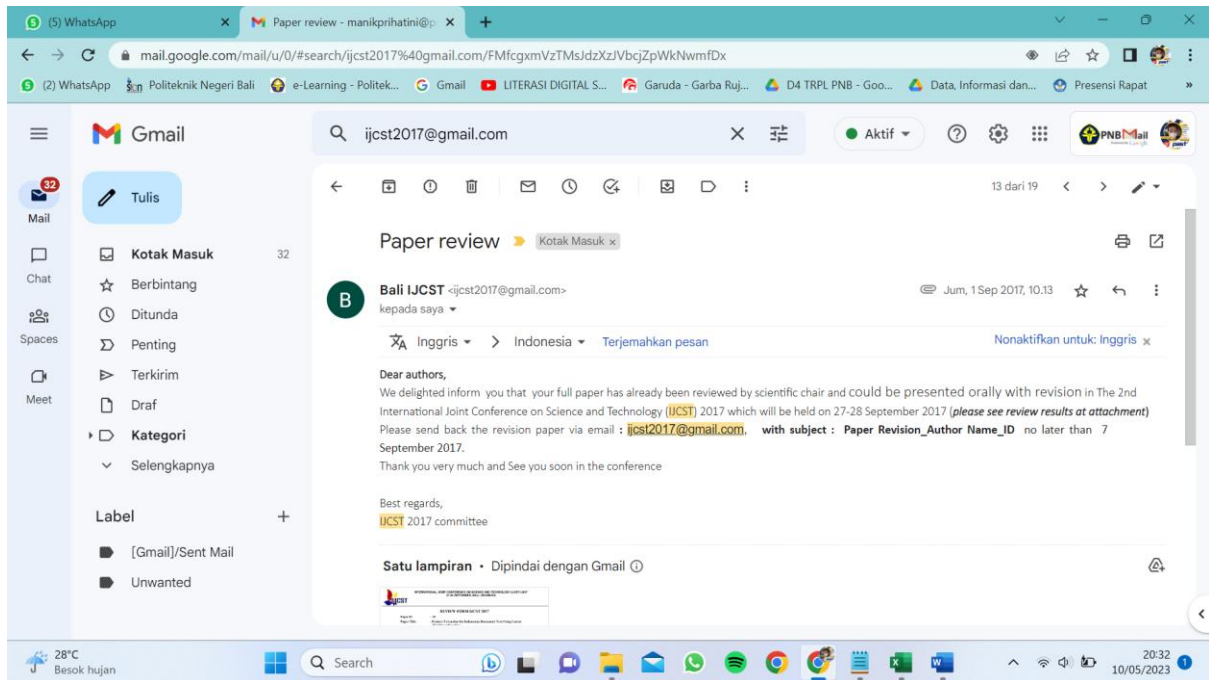 (5) WhatsApp
Paper review - manikprihatini@p
mail.google.com/mail/u/0/#search/ijcst2017%40gmail.com/FMfcgxmVzTMsJdzXzJVbcjZpWkNwmfDx
(2) WhatsApp Politeknik Negeri Bali e-Learning - Politek... Gmail LITERASI DIGITAL S... Garuda - Garba Ruj... D4 TRPL PNB - Goo... Data, Informasi dan... Presensi Rapat »
Gmail
ijcst2017@gmail.com
Aktif
PNBMail
32
Mail
Chat
Spaces
Meet
Tulis
Kotak Masuk 32
Berbintang
Ditunda
Penting
Terkirim
Draf
Kategori
Selengkapnya
Label +
[Gmail]/Sent Mail
Unwanted
13 dari 19
Paper review Kotak Masuk ×
B
Bali IJCST <ijcst2017@gmail.com> Jum, 1 Sep 2017, 10.13
kepada saya
Inggris > Indonesia Terjemahkan pesan Nonaktifkan untuk: Inggris ×
Dear authors,
We delighted inform you that your full paper has already been reviewed by scientific chair and could be presented orally with revision in The 2nd
International Joint Conference on Science and Technology (IJCST) 2017 which will be held on 27-28 September 2017 (please see review results at attachment)
Please send back the revision paper via email : ijcst2017@gmail.com, with subject : Paper Revision_Author Name_ID no later than 7
September 2017.
Thank you very much and See you soon in the conference
Best regards,
IJCST 2017 committee
Satu lampiran • Dipindai dengan Gmail
IJCST
REVIEW FORM IJCST 2017
28°C
Besok hujan
Search
20:32
10/05/2023
1